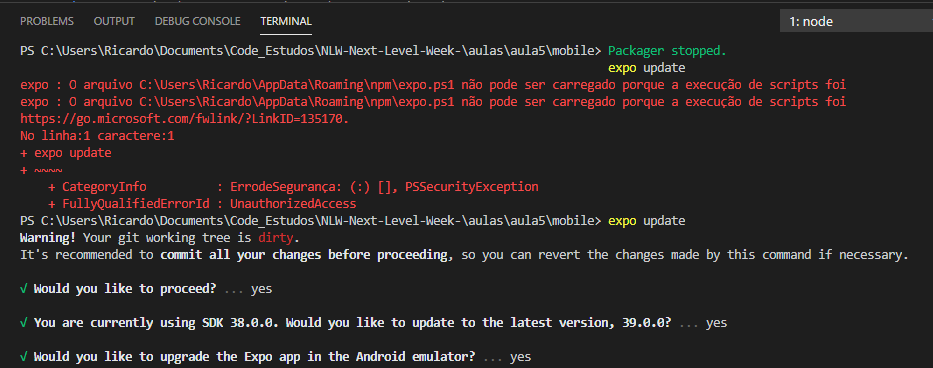 PROBLEMS OUTPUT DEBUG CONSOLE TERMINAL 1: node
PS C:\Users\Ricardo\Documents\Code_Estudos\NLW-Next-Level-Week-\aulas\aula5\mobile> Packager stopped.
expo update
expo : O arquivo C:\Users\Ricardo\AppData\Roaming\npm\expo.ps1 não pode ser carregado porque a execução de scripts foi
expo : O arquivo C:\Users\Ricardo\AppData\Roaming\npm\expo.ps1 não pode ser carregado porque a execução de scripts foi
https://go.microsoft.com/fwlink/?LinkID=135170.
No linha:1 caractere:1
+ expo update
+ ~~~~
+ CategoryInfo : ErrodeSegurança: (:) [], PSSecurityException
+ FullyQualifiedErrorId : UnauthorizedAccess
PS C:\Users\Ricardo\Documents\Code_Estudos\NLW-Next-Level-Week-\aulas\aula5\mobile> expo update
Warning! Your git working tree is dirty.
It's recommended to commit all your changes before proceeding, so you can revert the changes made by this command if necessary.
√ Would you like to proceed? ... yes
√ You are currently using SDK 38.0.0. Would you like to update to the latest version, 39.0.0? ... yes
√ Would you like to upgrade the Expo app in the Android emulator? ... yes